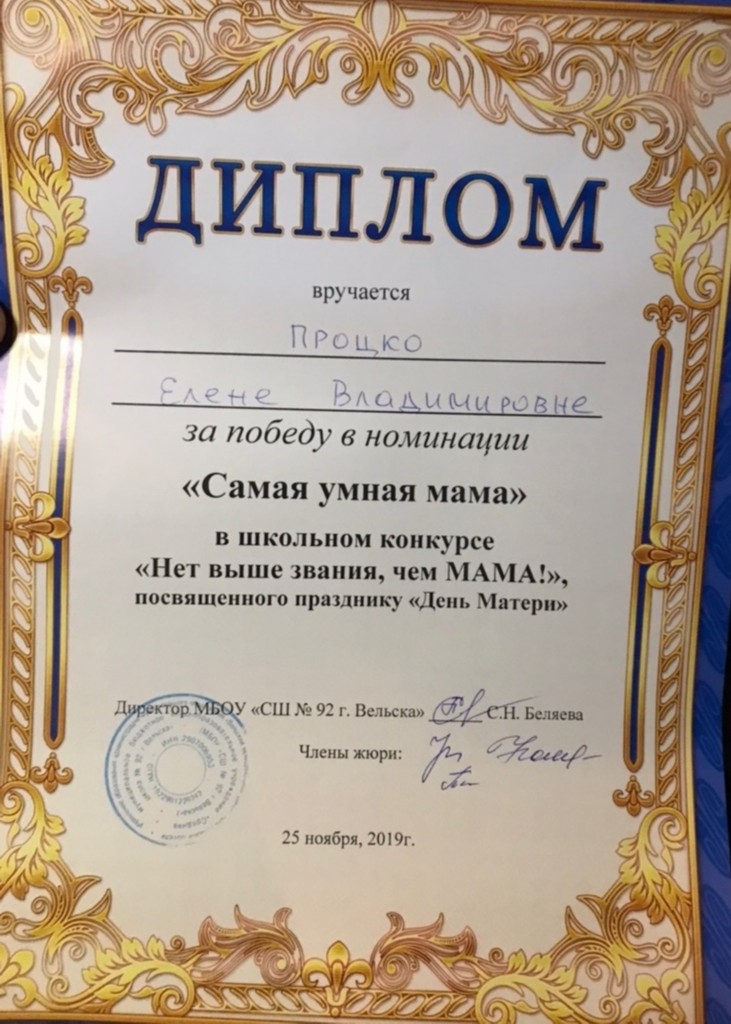 ДИПЛОМ
вручается
Процко
Елене Владимировне
за победу в номинации
«Самая умная мама»
в школьном конкурсе
«Нет выше звания, чем МАМА!»,
посвященного празднику «День Матери»
Директор МБОУ «СШ № 92 г. Вельска» С.Н. Беляева
Члены жюри:
25 ноября, 2019г.